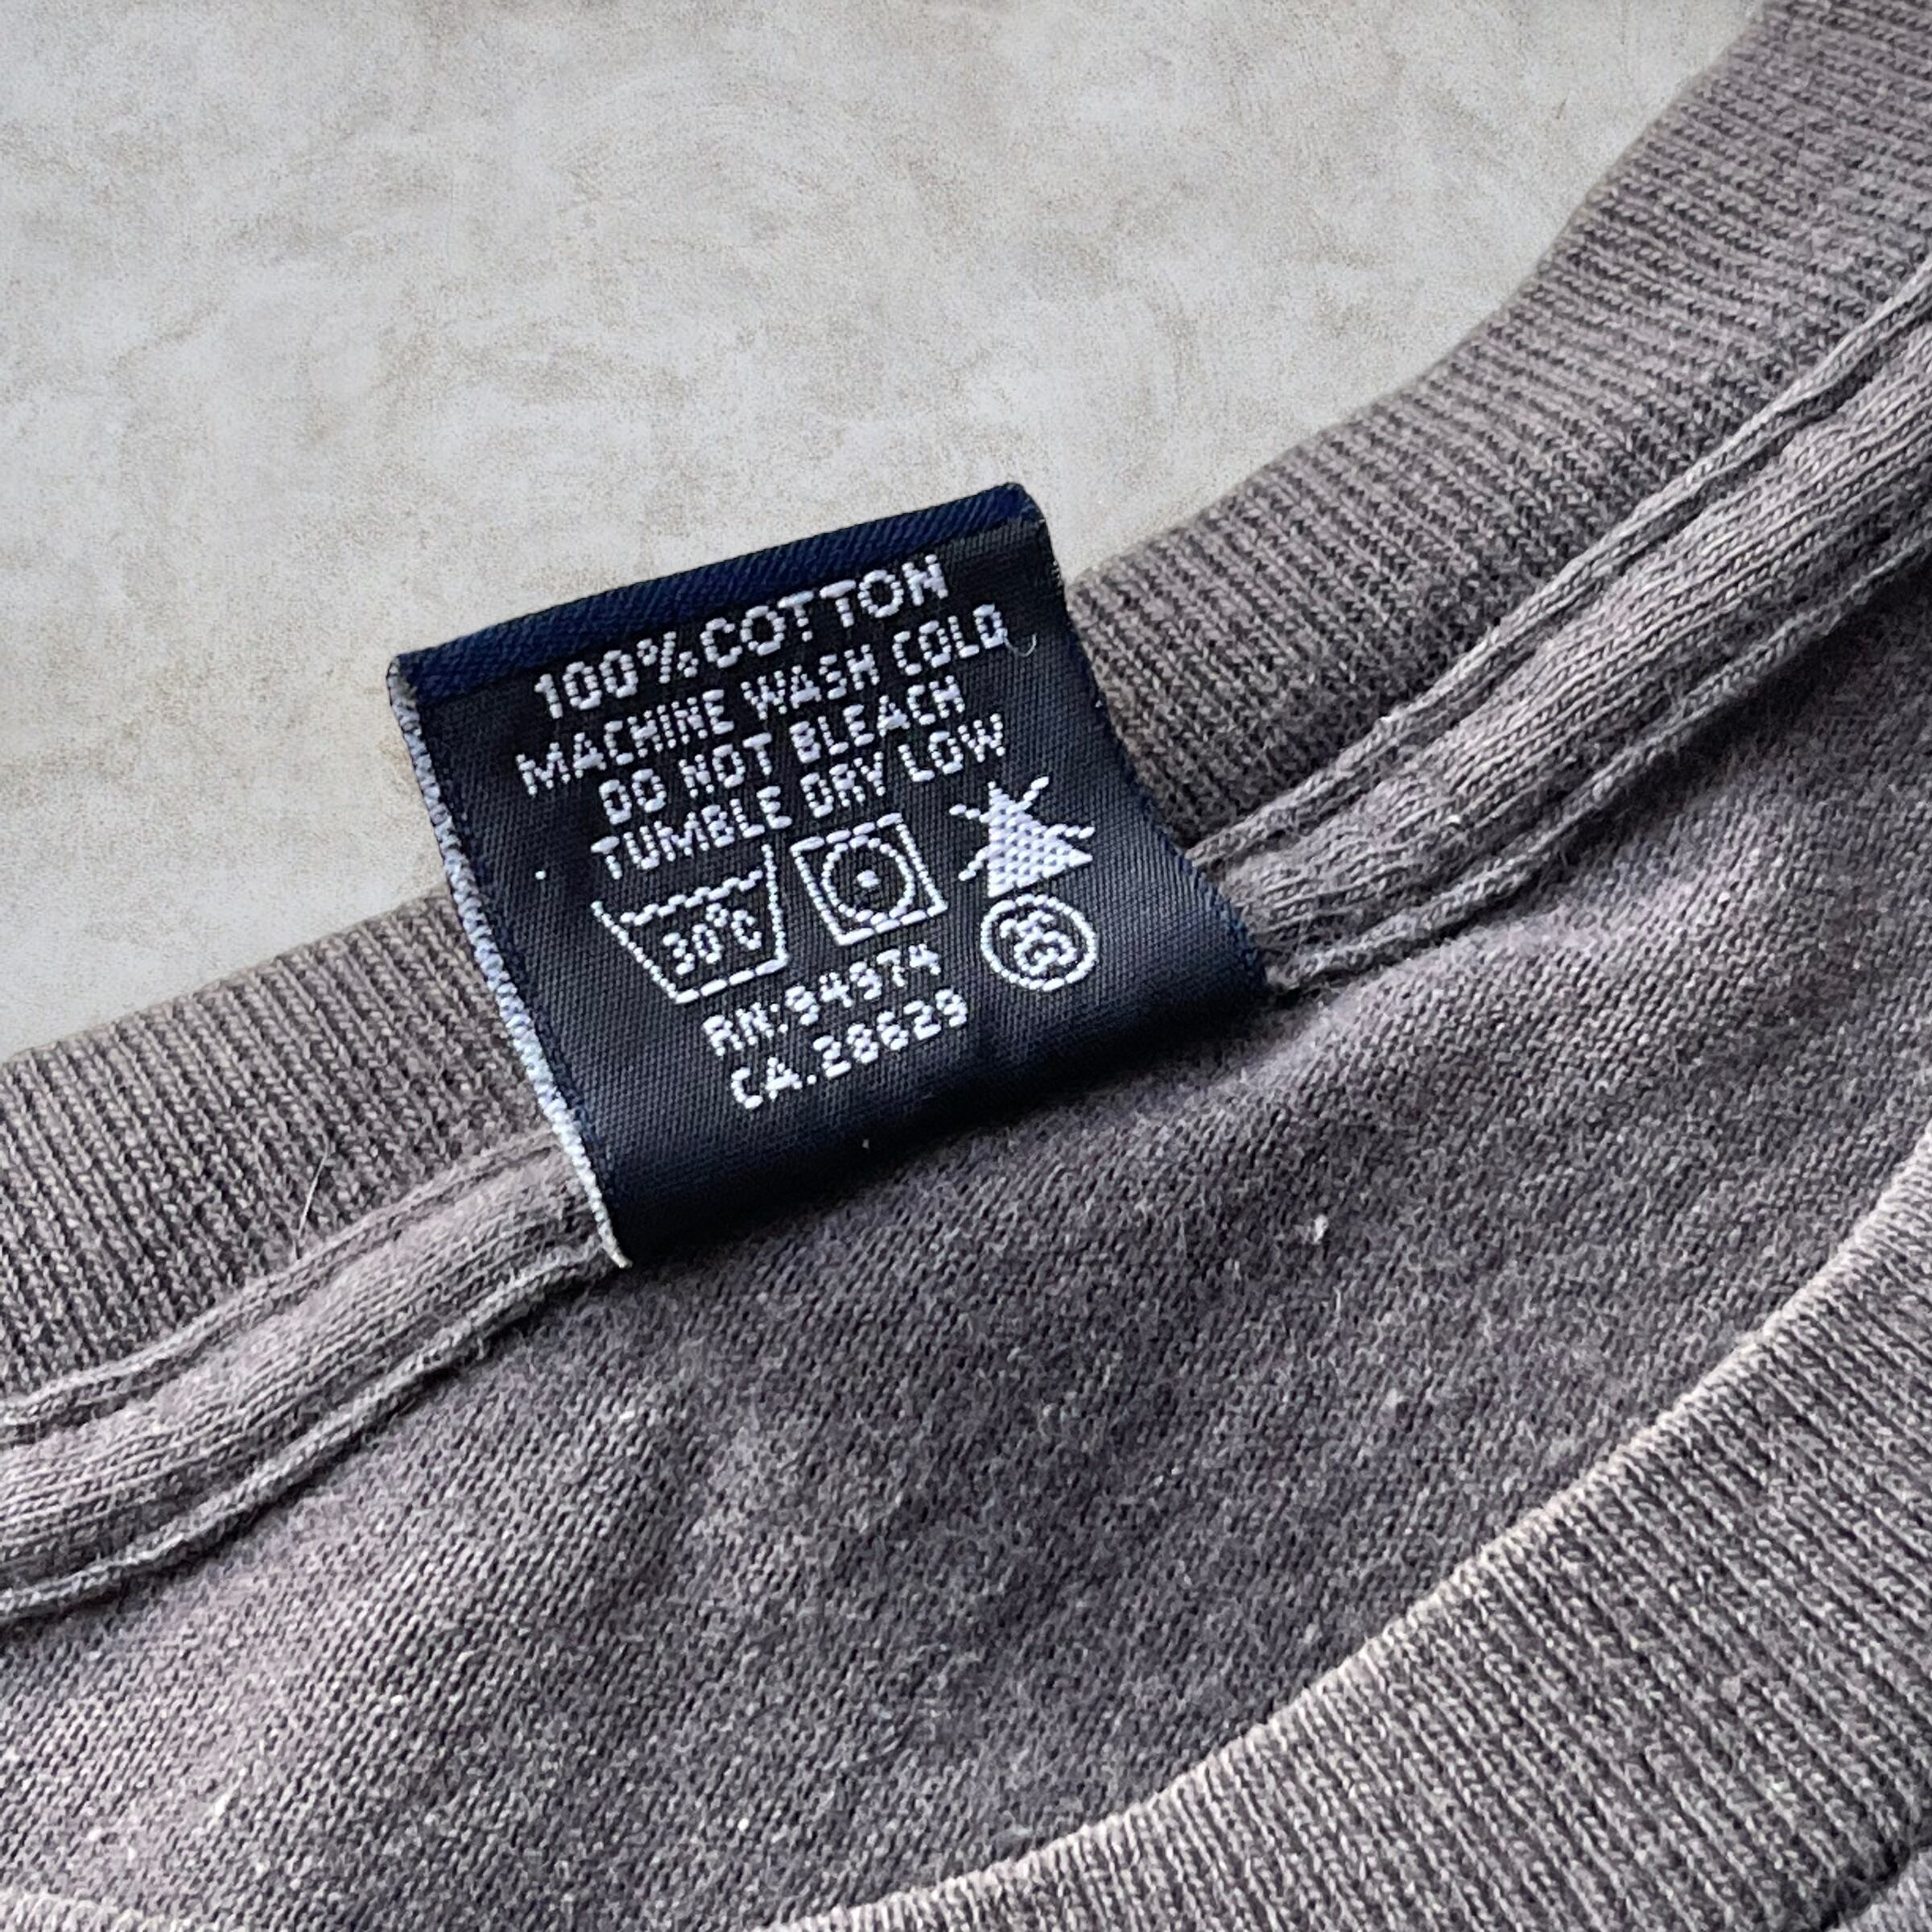 100% COTTON
MACHINE WASH COLD
DO NOT BLEACH
TUMBLE DRY LOW
30°C
RN:94974
CA.28629